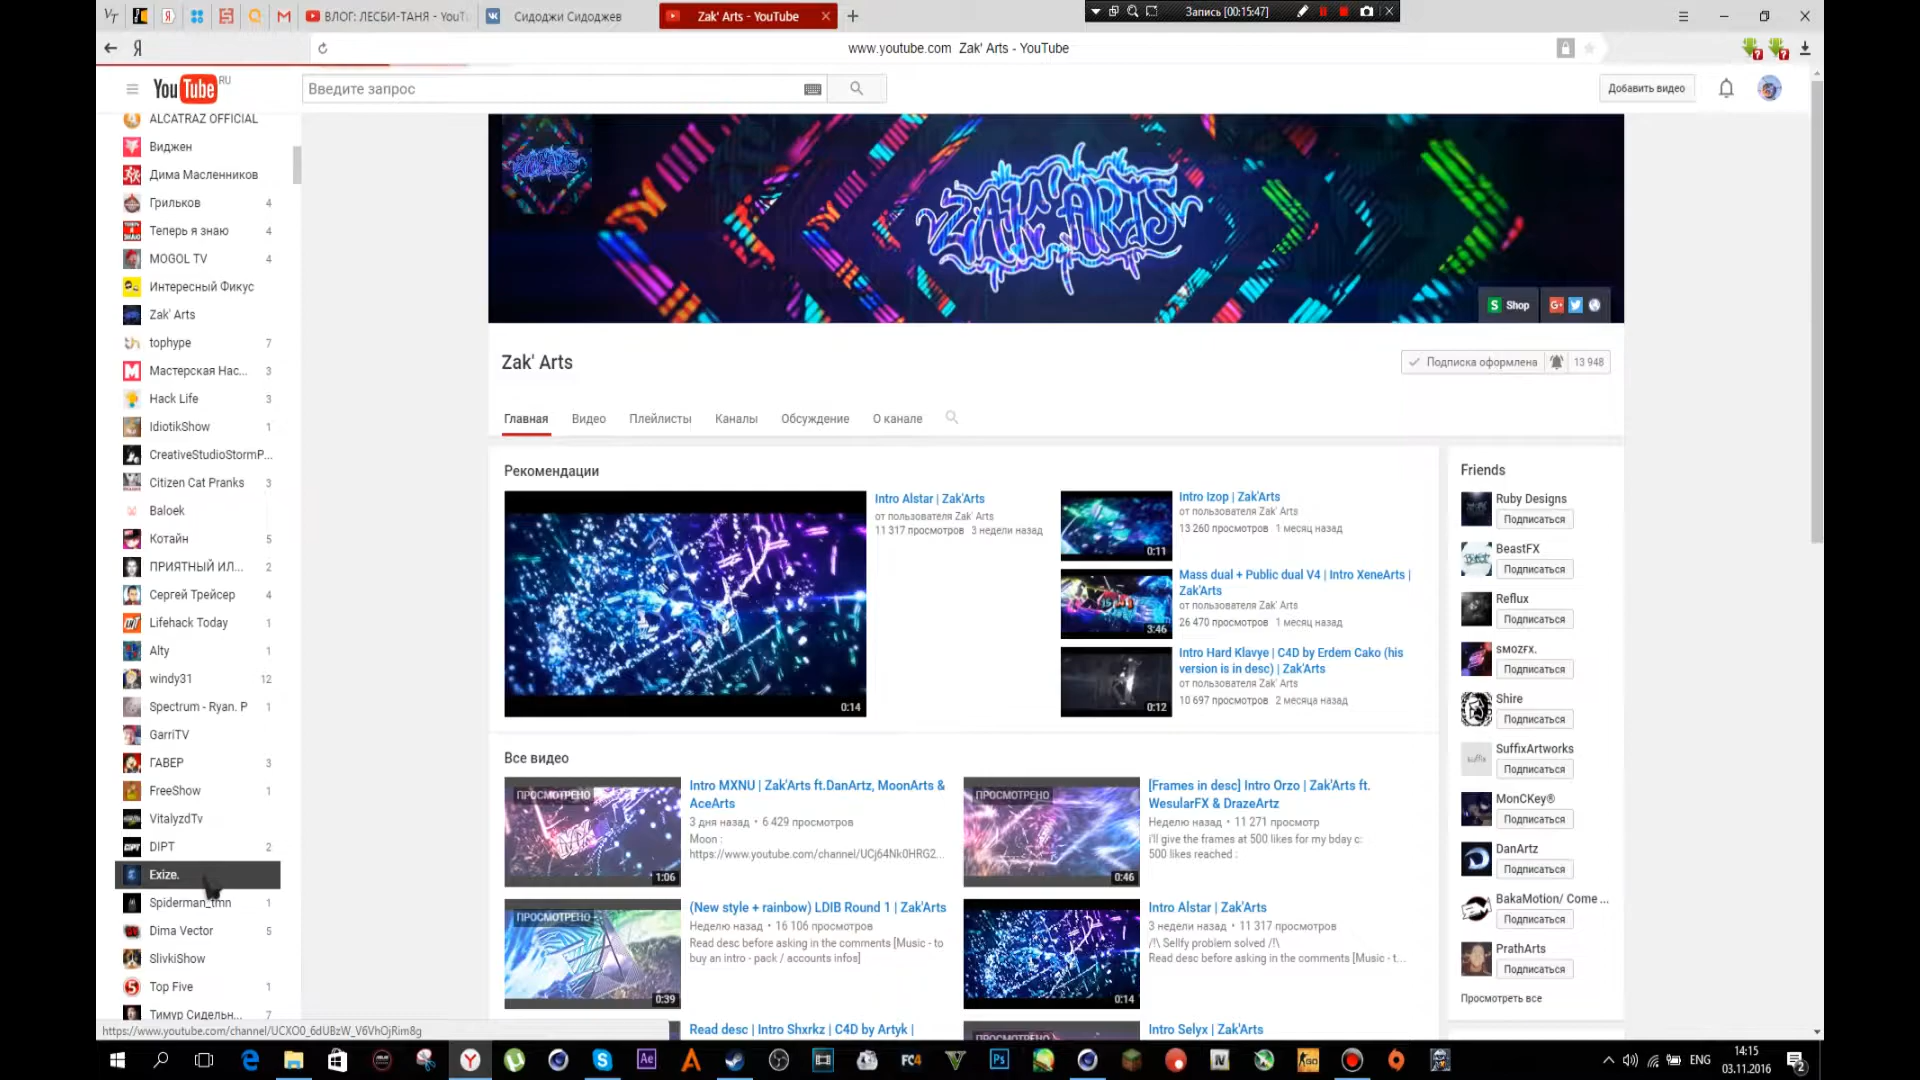 ВЛОГ: ЛЕСБИ-ТАНЯ - YouT
Сидоджи Сидоджев
Zak' Arts - YouTube
Запись [00:15:47]
www.youtube.com Zak' Arts - YouTube
YouTube RU
Введите запрос
Добавить видео
ALCATRAZ OFFICIAL
Виджен
Дима Масленников
Грильков 4
Теперь я знаю 4
MOGOL TV 4
Интересный Фикус
Zak' Arts
tophype 7
Мастерская Нас... 3
Hack Life 3
IdiotikShow 1
CreativeStudioStormP...
Citizen Cat Pranks 3
Baloek
Котайн 5
ПРИЯТНЫЙ ИЛ... 2
Сергей Трейсер 4
Lifehack Today 1
Alty 1
windy31 12
Spectrum - Ryan. P 1
GarriTV
ГАВЕР 3
FreeShow 1
VitalyzdTv
DIPT 2
Exize.
Spiderman_tmn 1
Dima Vector 5
SlivkiShow
Top Five 1
Тимур Сидельн... 7
https://www.youtube.com/channel/UCXO0_6dUBzW_V6VhOjRim8g
ZAK'ARTS
Shop
Zak' Arts
Подписка оформлена 13 948
Главная Видео Плейлисты Каналы Обсуждение О канале
Рекомендации
0:14
Intro Alstar | Zak'Arts
от пользователя Zak' Arts
11 317 просмотров 3 недели назад
0:11
Intro Izop | Zak'Arts
от пользователя Zak' Arts
13 260 просмотров 1 месяц назад
3:46
Mass dual + Public dual V4 | Intro XeneArts |
Zak'Arts
от пользователя Zak' Arts
26 470 просмотров 1 месяц назад
0:12
Intro Hard Klavye | C4D by Erdem Cako (his
version is in desc) | Zak'Arts
от пользователя Zak' Arts
10 697 просмотров 2 месяца назад
Все видео
ПРОСМОТРЕНО
1:06
Intro MXNU | Zak'Arts ft.DanArtz, MoonArts &
AceArts
3 дня назад • 6 429 просмотров
Moon :
https://www.youtube.com/channel/UCj64Nk0HRG2...
ПРОСМОТРЕНО
0:46
[Frames in desc] Intro Orzo | Zak'Arts ft.
WesularFX & DrazeArtz
Неделю назад • 11 271 просмотр
i'll give the frames at 500 likes for my bday c:
500 likes reached :
ПРОСМОТРЕНО
0:39
(New style + rainbow) LDIB Round 1 | Zak'Arts
Неделю назад • 16 106 просмотров
Read desc before asking in the comments [Music - to
buy an intro - pack / accounts infos]
0:14
Intro Alstar | Zak'Arts
3 недели назад • 11 317 просмотров
/!\ Sellfy problem solved /!\
Read desc before asking in the comments [Music - t...
Read desc | Intro Shxrkz | C4D by Artyk |
ПРОСМОТРЕНО
Intro Selyx | Zak'Arts
Friends
Ruby Designs
Подписаться
BeastFX
Подписаться
Reflux
Подписаться
sᴍᴏᴢꜰx.
Подписаться
Shire
Подписаться
SuffixArtworks
Подписаться
MonCKey®
Подписаться
DanArtz
Подписаться
BakaMotion/ Come ...
Подписаться
PrathArts
Подписаться
Просмотреть все
ENG
14:15
03.11.2016
2